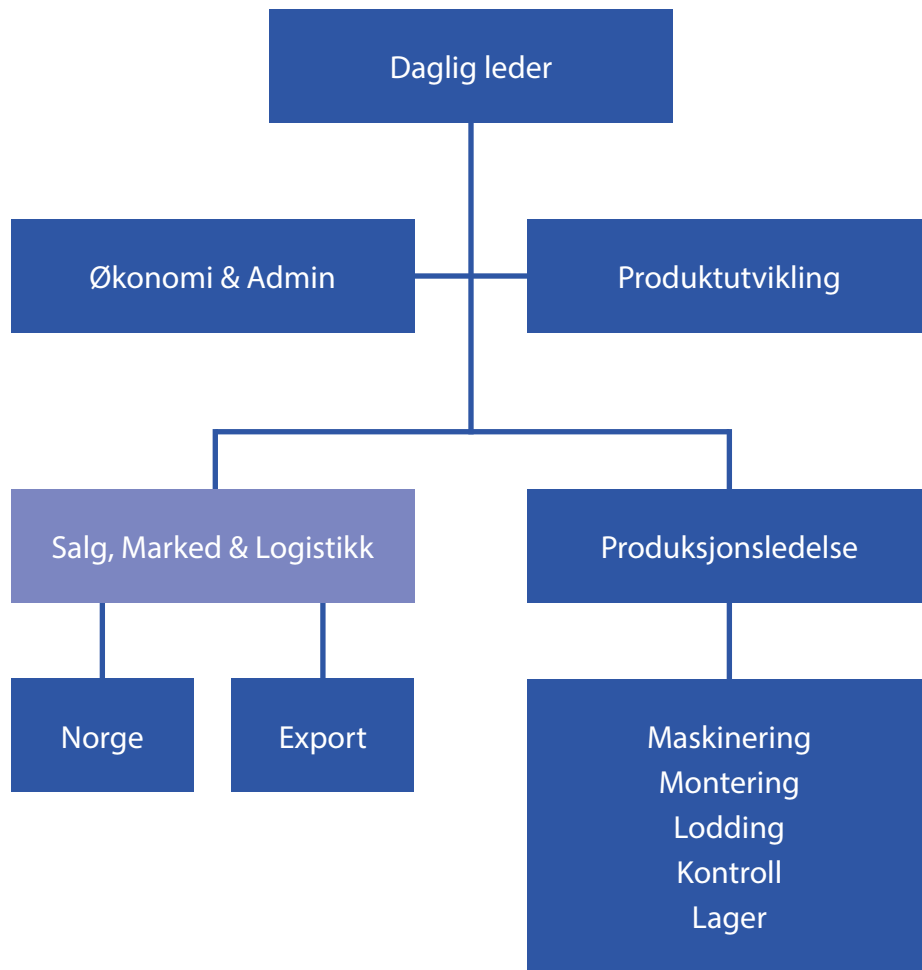 Daglig leder
Økonomi & Admin
Produktutvikling
Salg, Marked & Logistikk
Produksjonsledelse
Norge
Export
Maskinering
Montering
Lodding
Kontroll
Lager